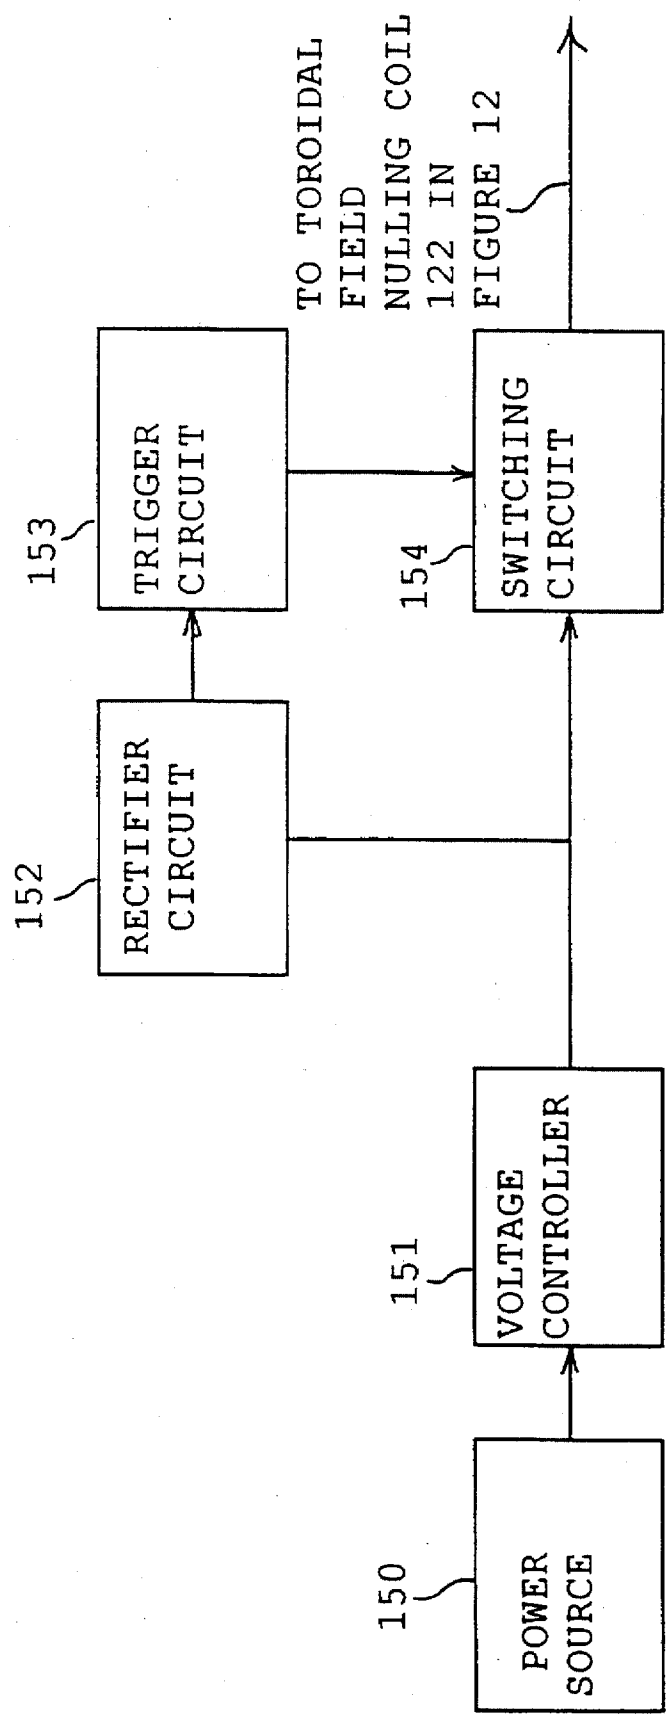 153
TRIGGER
CIRCUIT
152
RECTIFIER
CIRCUIT
TO TOROIDAL
FIELD
NULLING COIL
122 IN
FIGURE 12
154
SWITCHING
CIRCUIT
151
VOLTAGE
CONTROLLER
150
POWER
SOURCE